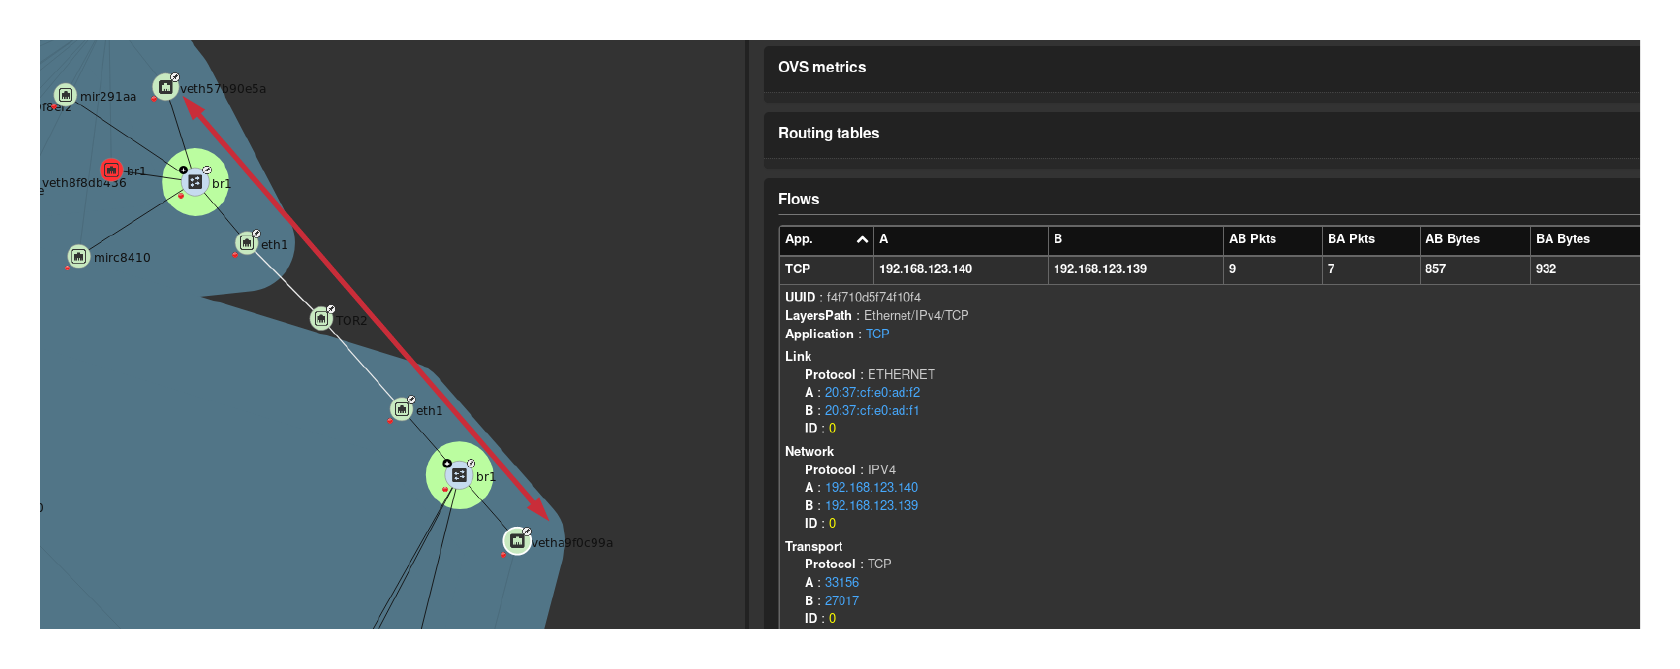 mir291aa
veth57b90e5a
br1
veth8f8db436
br1
eth1
mirc8410
TOR2
eth1
br1
vetha9f0c99a
OVS metrics
Routing tables
Flows
App. A B AB Pkts BA Pkts AB Bytes BA Bytes
TCP 192.168.123.140 192.168.123.139 9 7 857 932
UUID : f4f710d5f74f10f4
LayersPath : Ethernet/IPv4/TCP
Application : TCP
Link
Protocol : ETHERNET
A : 20:37:cf:e0:ad:f2
B : 20:37:cf:e0:ad:f1
ID : 0
Network
Protocol : IPV4
A : 192.168.123.140
B : 192.168.123.139
ID : 0
Transport
Protocol : TCP
A : 33156
B : 27017
ID : 0